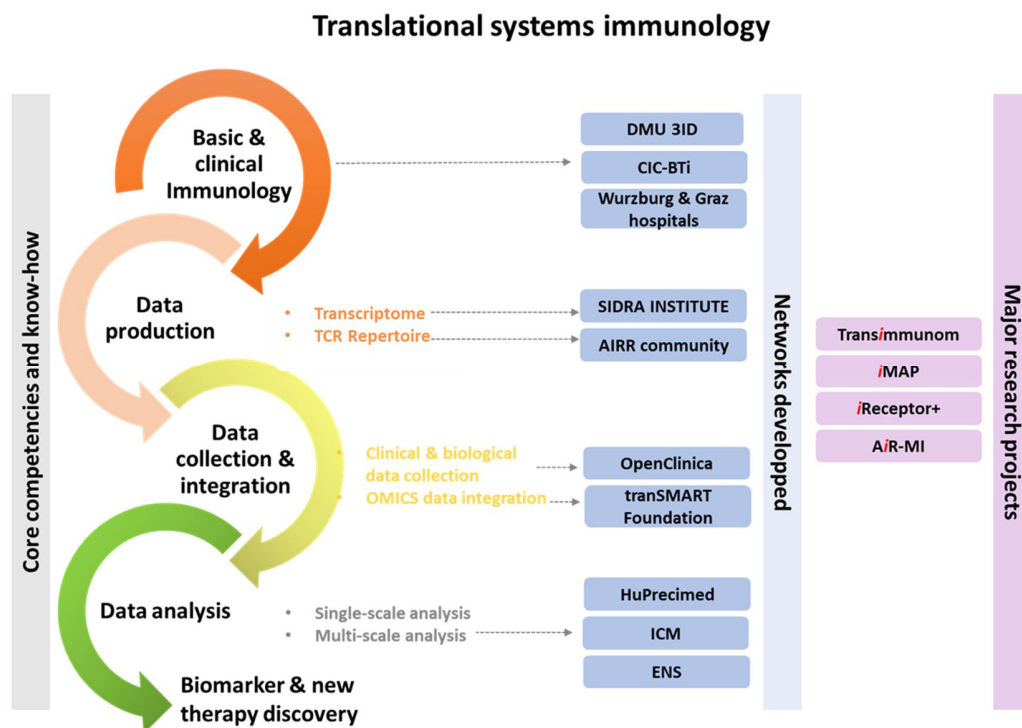 Translational systems immunology
Core competencies and know-how
Basic &
clinical
Immunology
DMU 3ID
CIC-BTi
Wurzburg & Graz
hospitals
Data
production
• Transcriptome
• TCR Repertoire
SIDRA INSTITUTE
AIRR community
Data
collection &
integration
• Clinical & biological
data collection
• OMICS data integration
OpenClinica
tranSMART
Foundation
Data analysis
• Single-scale analysis
• Multi-scale analysis
HuPrecimed
ICM
ENS
Biomarker & new
therapy discovery
Networks developped
Transimmunom
iMAP
iReceptor+
AiR-MI
Major research projects